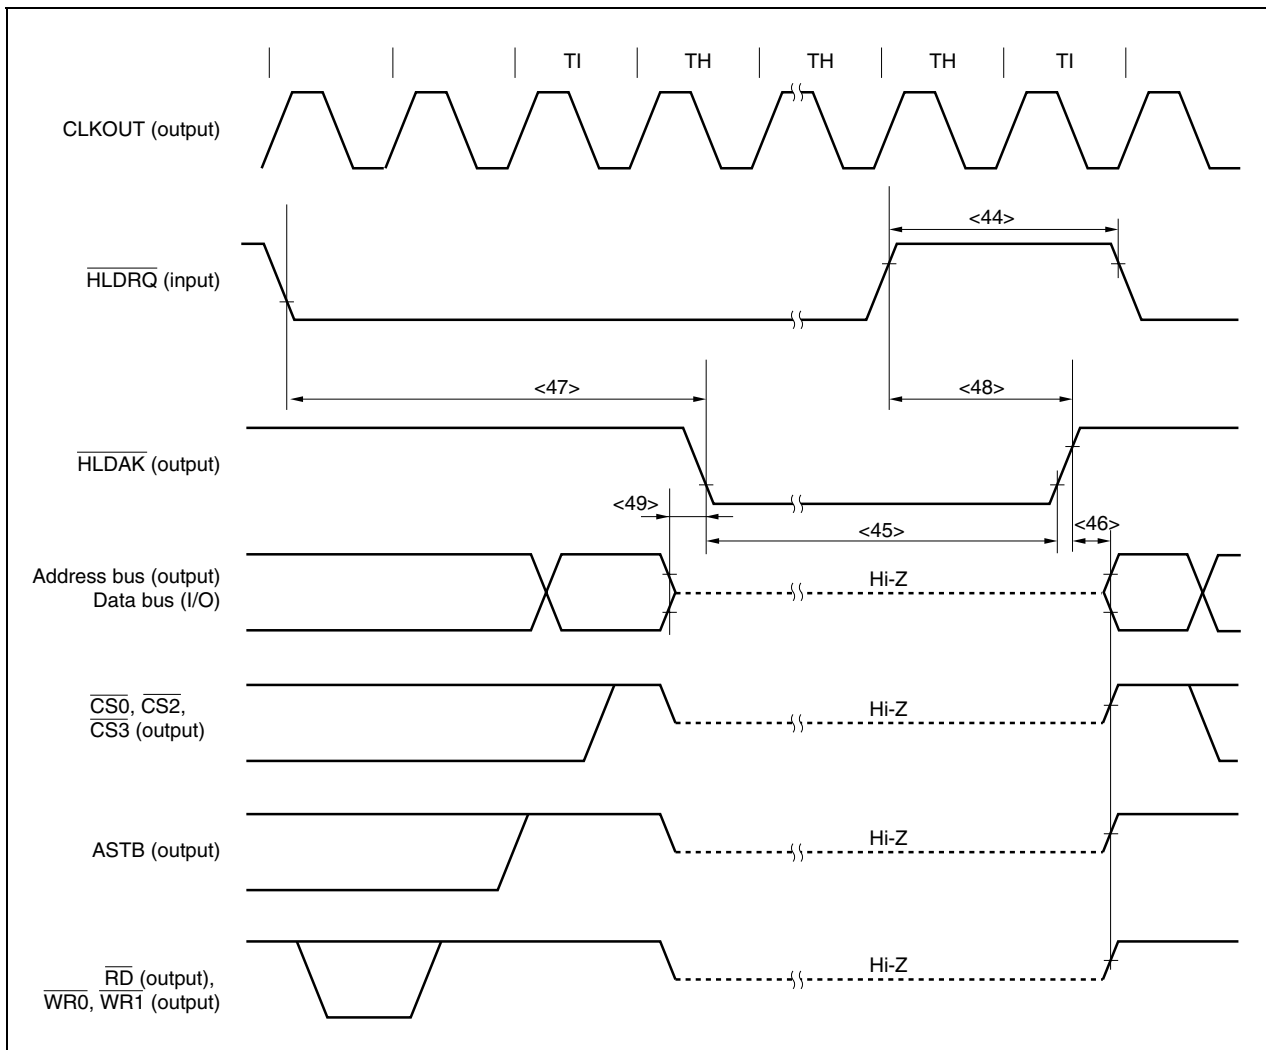 TI TH TH TH TI
CLKOUT (output)
<44>
HLDRQ (input)
<47> <48>
HLDAK (output)
<49> <45> <46>
Address bus (output)
Data bus (I/O)
Hi-Z
CS0, CS2,
CS3 (output)
Hi-Z
ASTB (output)
Hi-Z
RD (output),
WR0, WR1 (output)
Hi-Z